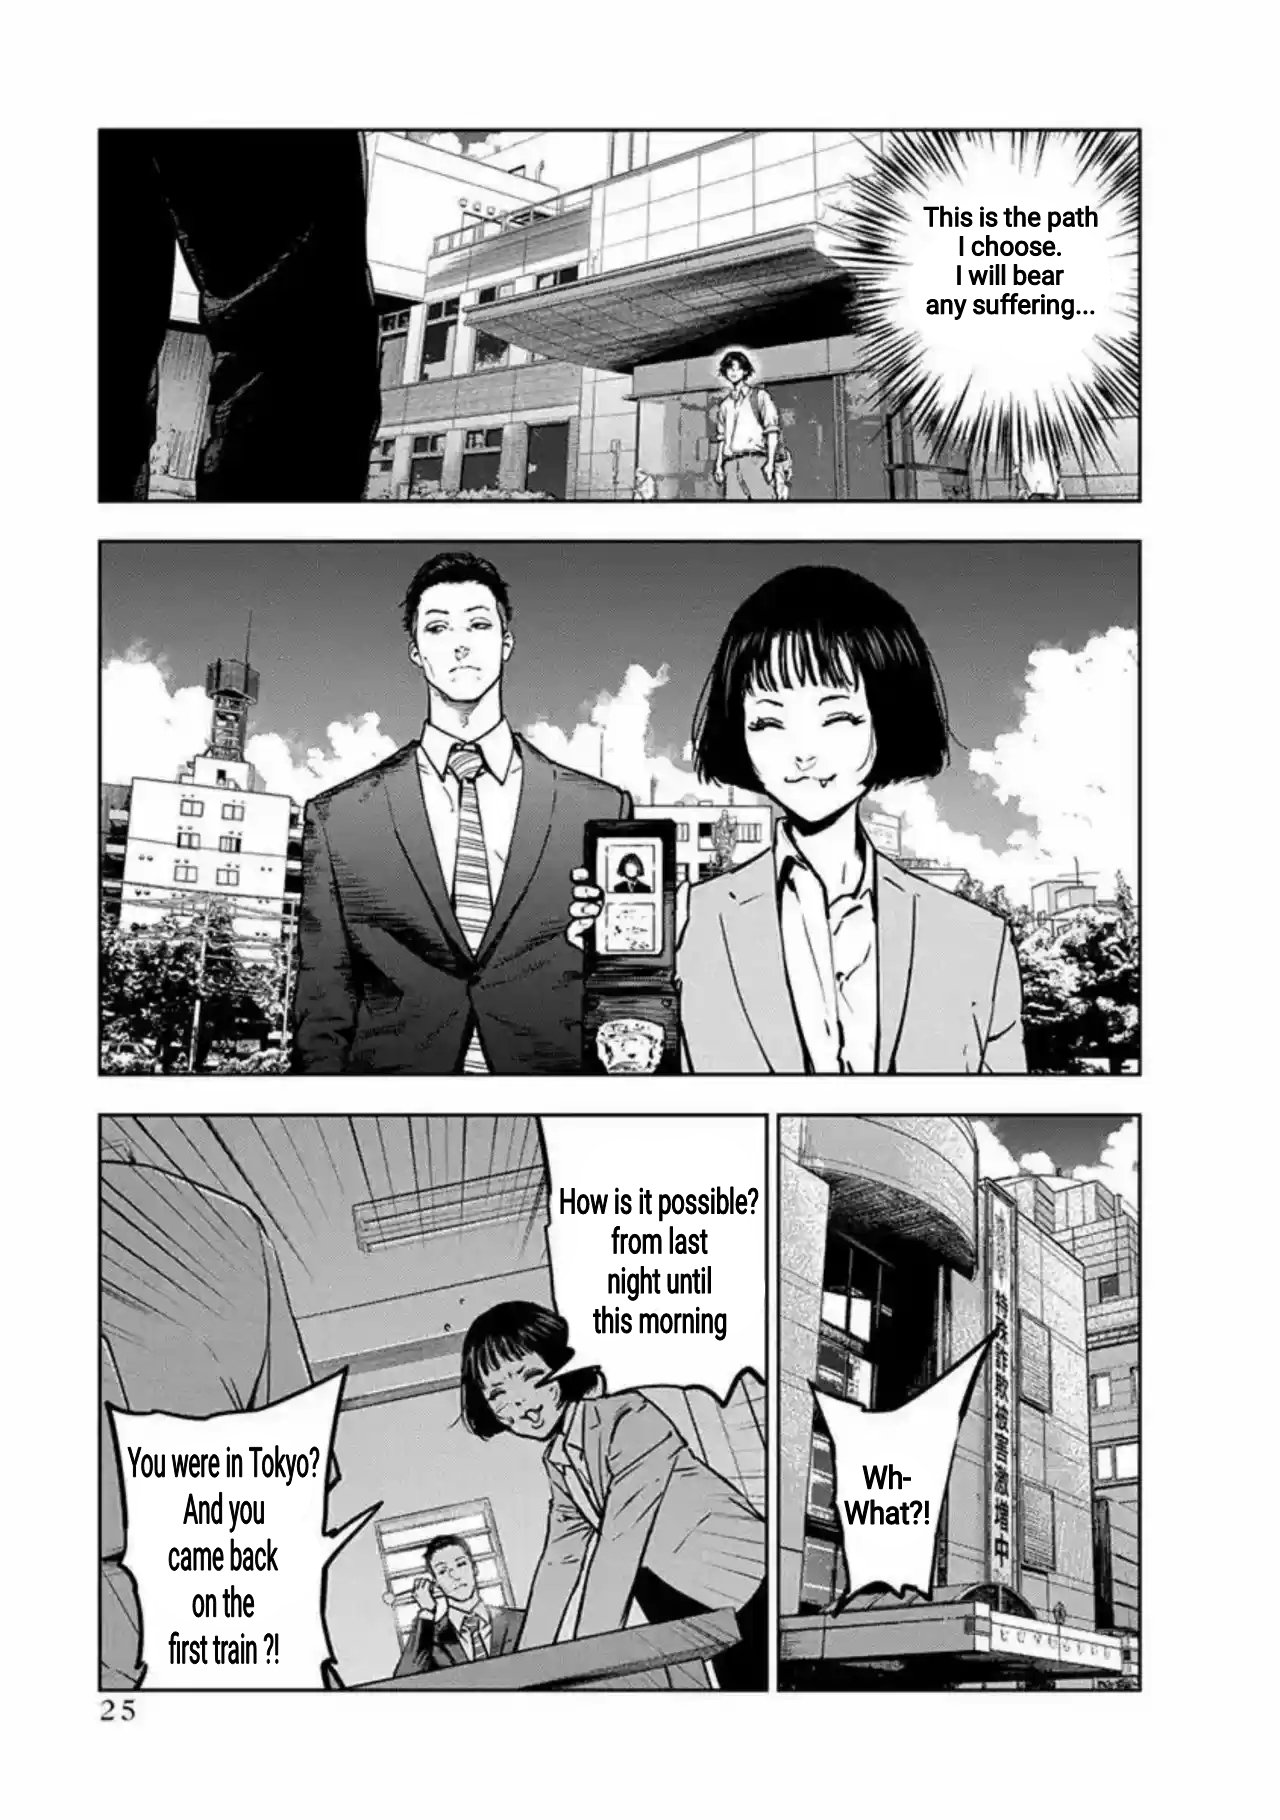 This is the path
I choose.
I will bear
any suffering...
Wh-
What?!
How is it possible?
from last
night until
this morning
You were in Tokyo?
And you
came back
on the
first train ?!
25